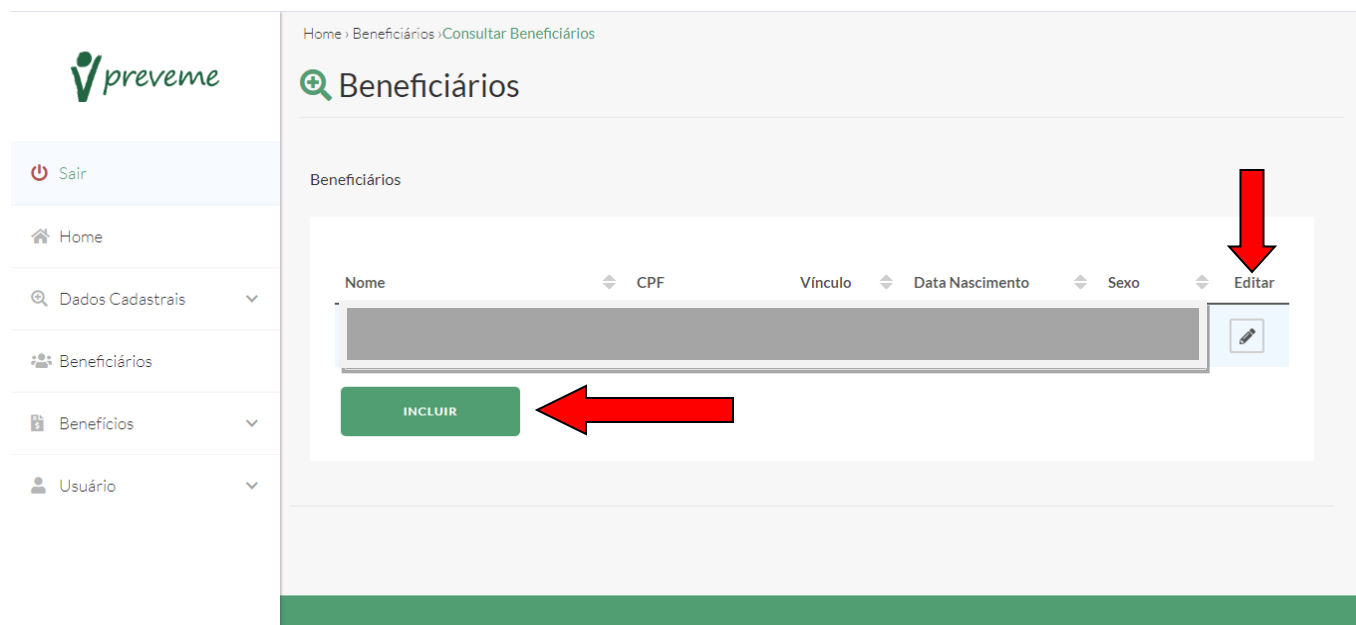 Home › Beneficiários ›Consultar Beneficiários
preveme
Beneficiários
Sair
Home
Dados Cadastrais
Beneficiários
Benefícios
Usuário
Beneficiários
Nome CPF Vínculo Data Nascimento Sexo Editar
INCLUIR